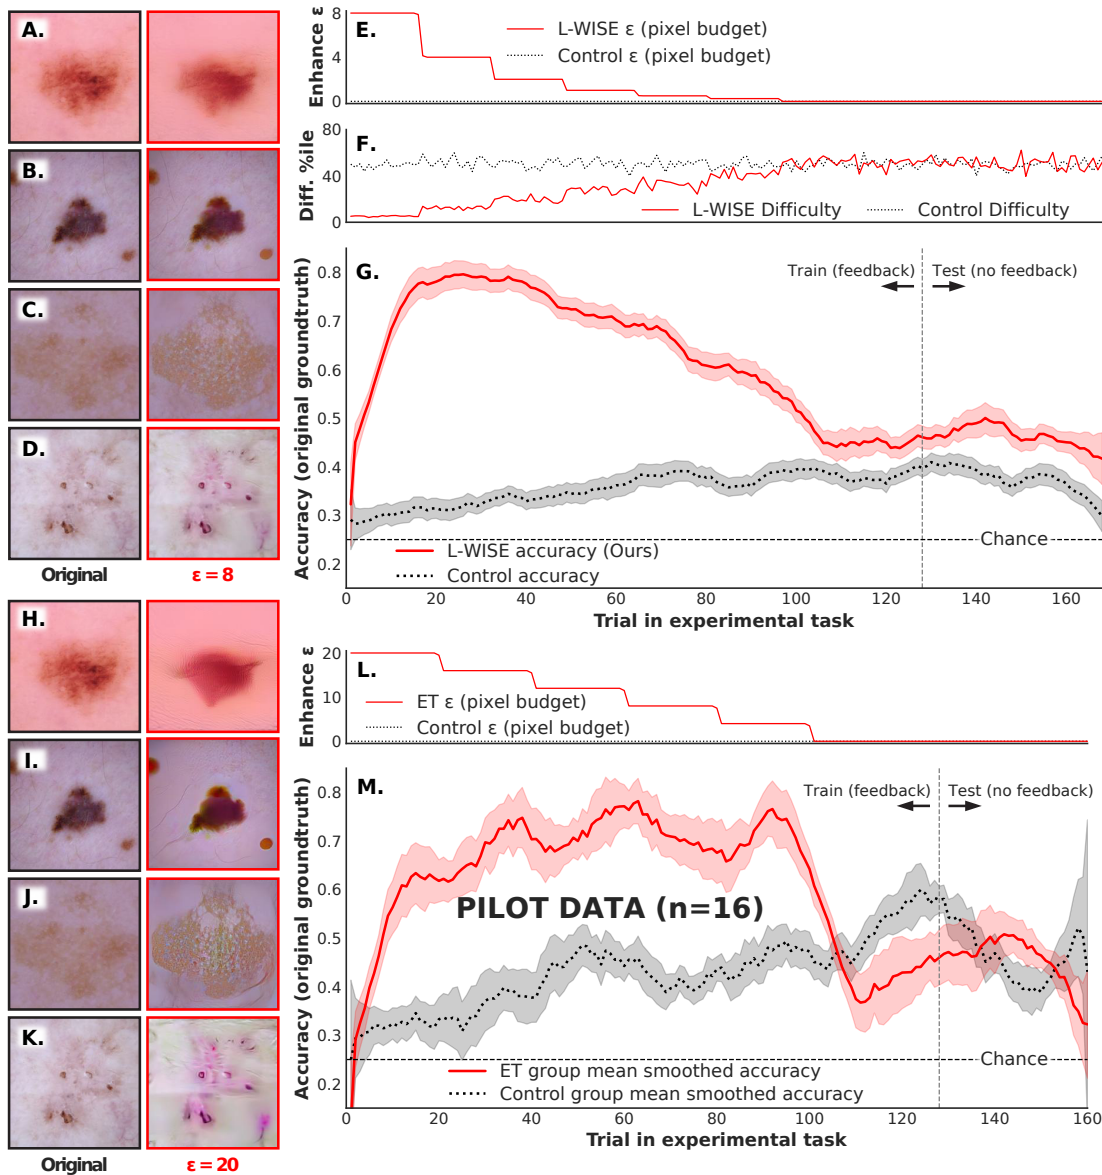 A.
B.
C.
D.
Original
ε = 8
E.
Enhance ε
8
4
0
L-WISE ε (pixel budget)
Control ε (pixel budget)
F.
Diff. %ile
80
40
0
L-WISE Difficulty
Control Difficulty
G.
Accuracy (original groundtruth)
0.8
0.7
0.6
0.5
0.4
0.3
0.2
Train (feedback)
Test (no feedback)
Chance
L-WISE accuracy (Ours)
Control accuracy
0 20 40 60 80 100 120 140 160
Trial in experimental task
H.
I.
J.
K.
Original
ε = 20
L.
Enhance ε
20
10
0
ET ε (pixel budget)
Control ε (pixel budget)
M.
Accuracy (original groundtruth)
0.8
0.7
0.6
0.5
0.4
0.3
0.2
Train (feedback)
Test (no feedback)
PILOT DATA (n=16)
Chance
ET group mean smoothed accuracy
Control group mean smoothed accuracy
0 20 40 60 80 100 120 140 160
Trial in experimental task